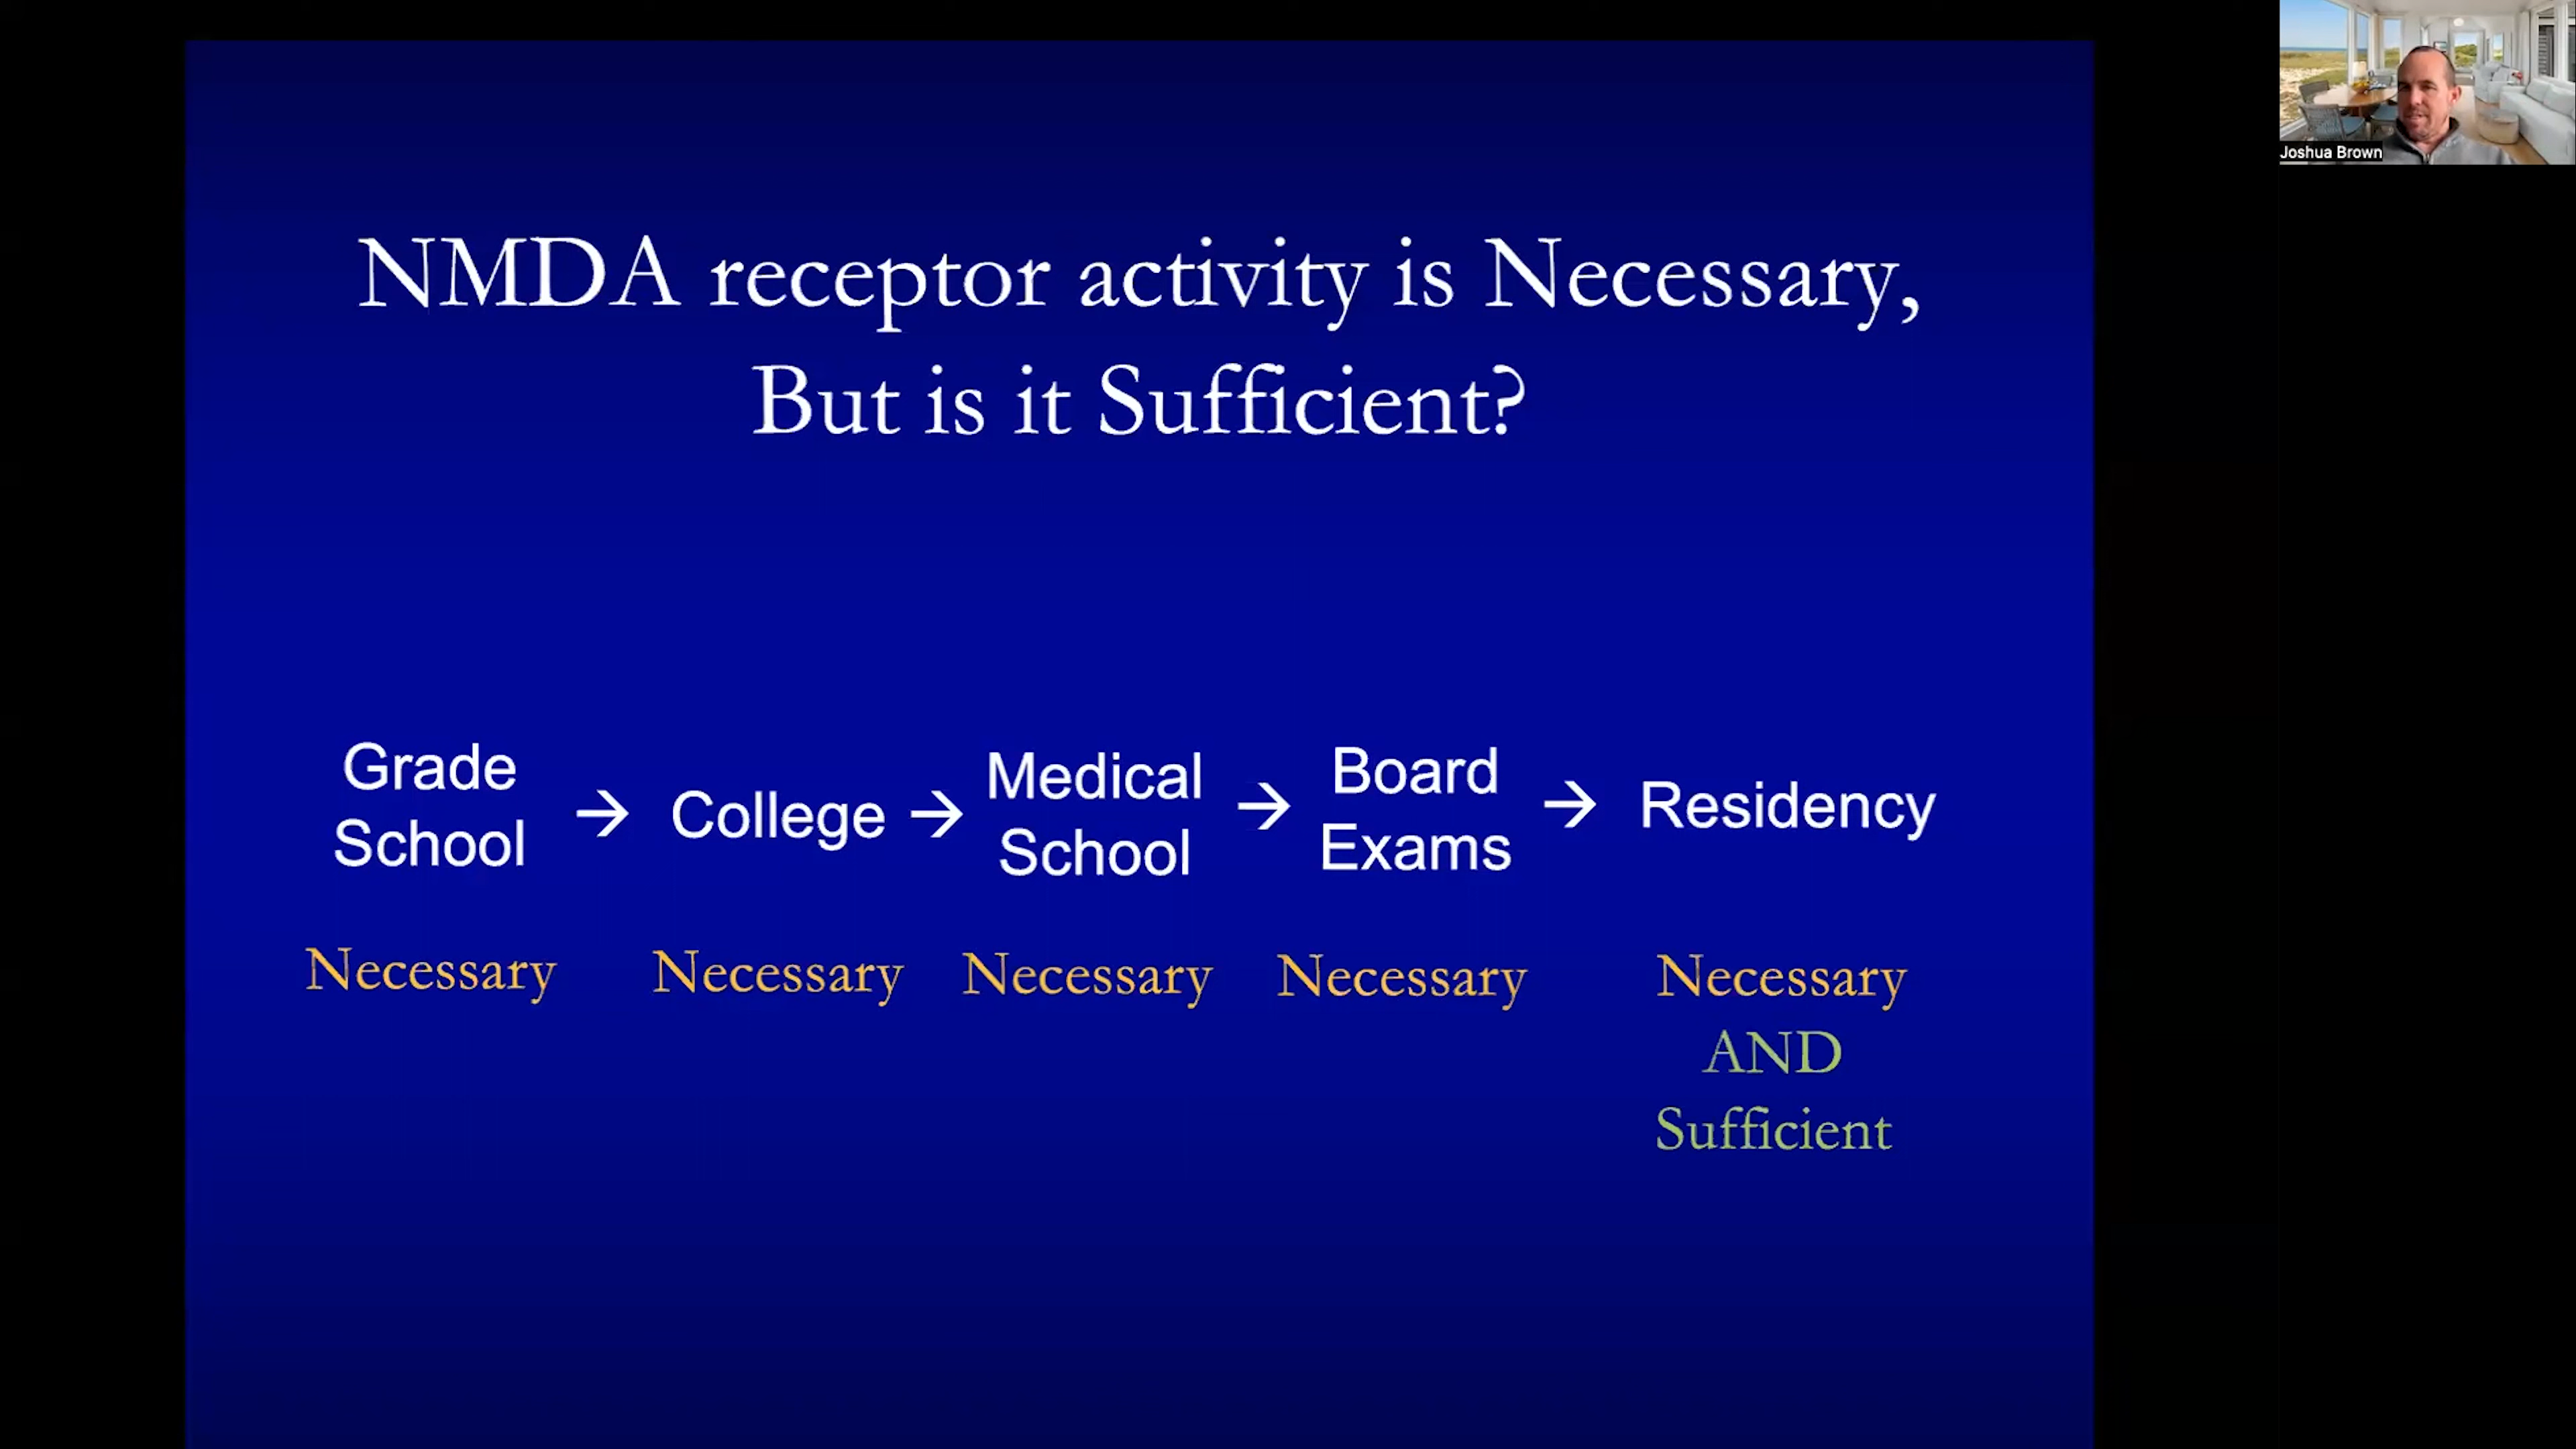 Joshua Brown
NMDA receptor activity is Necessary,
But is it Sufficient?
Grade
School
→
College
→
Medical
School
→
Board
Exams
→
Residency
Necessary
Necessary
Necessary
Necessary
Necessary
AND
Sufficient